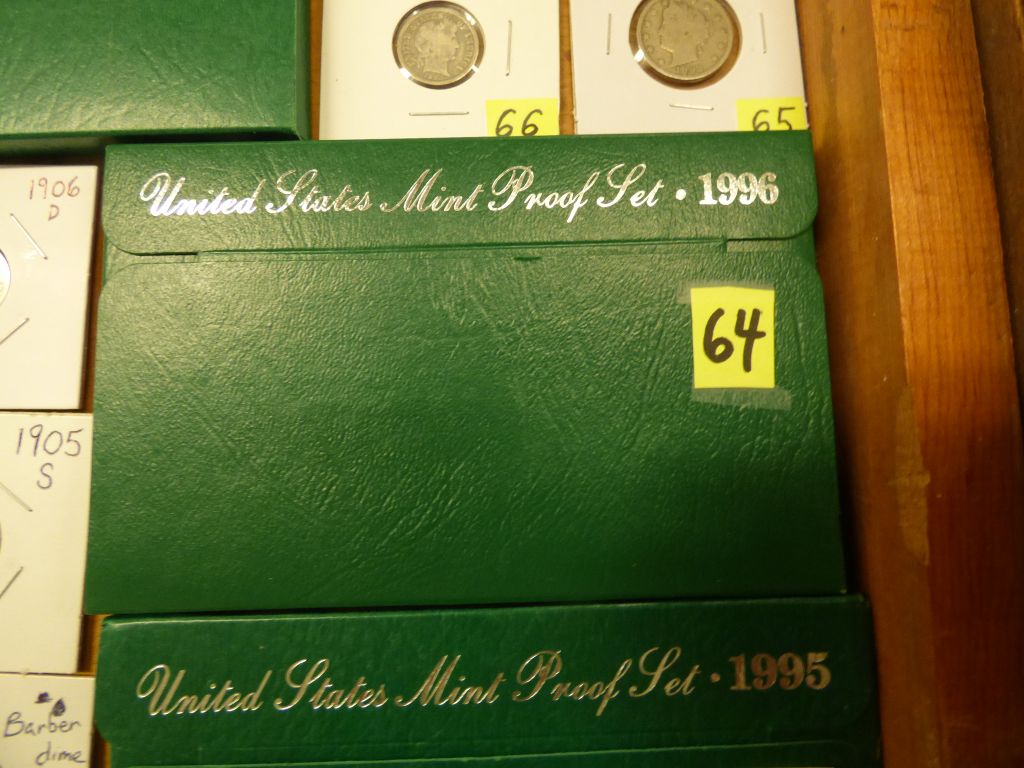 66
65
United States Mint Proof Set · 1996
1906
D
64
1905
S
United States Mint Proof Set · 1995
Barber
dime